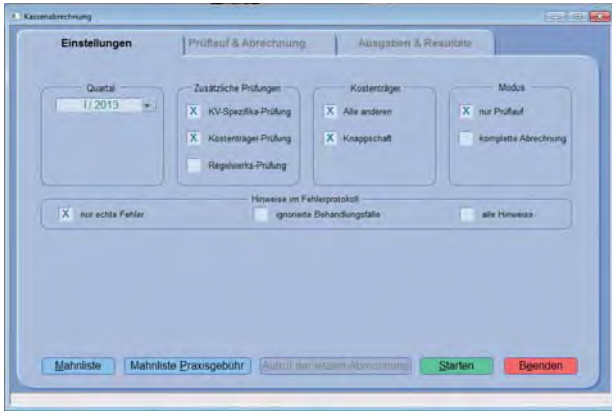 Kassenabrechnung
Einstellungen
Prüflauf & Abrechnung
Ausgaben & Resultate
Quartal
I / 2013
Zusätzliche Prüfungen
X KV-Spezifika-Prüfung
X Kostenträger-Prüfung
Regelwerks-Prüfung
Kostenträger
X Alle anderen
X Knappschaft
Modus
X nur Prüflauf
komplette Abrechnung
Hinweise im Fehlerprotokoll
X nur echte Fehler
ignorierte Behandlungsfälle
alle Hinweise
Mahnliste
Mahnliste Praxisgebühr
Aufruf der letzten Abrechnung
Starten
Beenden